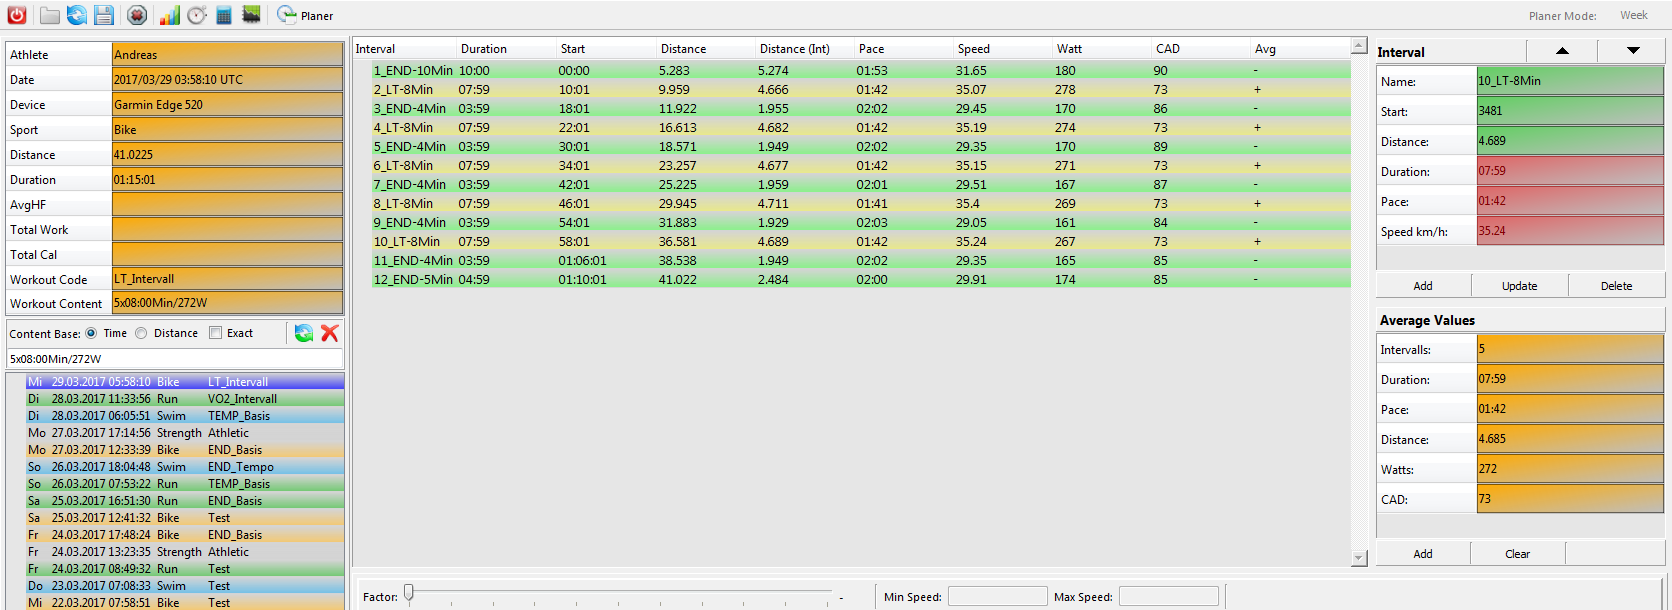 Planer
Planer Mode: Week
Athlete Andreas
Date 2017/03/29 03:58:10 UTC
Device Garmin Edge 520
Sport Bike
Distance 41.0225
Duration 01:15:01
AvgHF
Total Work
Total Cal
Workout Code LT_Intervall
Workout Content 5x08:00Min/272W
Content Base: Time Distance Exact
5x08:00Min/272W
Mi 29.03.2017 05:58:10 Bike LT_Intervall
Di 28.03.2017 11:33:56 Run VO2_Intervall
Di 28.03.2017 06:05:51 Swim TEMP_Basis
Mo 27.03.2017 17:14:56 Strength Athletic
Mo 27.03.2017 12:33:39 Bike END_Basis
So 26.03.2017 18:04:48 Swim END_Tempo
So 26.03.2017 07:53:22 Run TEMP_Basis
Sa 25.03.2017 16:51:30 Run END_Basis
Sa 25.03.2017 12:41:32 Bike Test
Fr 24.03.2017 17:48:24 Bike END_Basis
Fr 24.03.2017 13:23:35 Strength Athletic
Fr 24.03.2017 08:49:32 Run Test
Do 23.03.2017 07:08:33 Swim Test
Mi 22.03.2017 07:58:51 Bike Test
Interval Duration Start Distance Distance (Int) Pace Speed Watt CAD Avg
1_END-10Min 10:00 00:00 5.283 5.274 01:53 31.65 180 90 -
2_LT-8Min 07:59 10:01 9.959 4.666 01:42 35.07 278 73 +
3_END-4Min 03:59 18:01 11.922 1.955 02:02 29.45 170 86 -
4_LT-8Min 07:59 22:01 16.613 4.682 01:42 35.19 274 73 +
5_END-4Min 03:59 30:01 18.571 1.949 02:02 29.35 170 89 -
6_LT-8Min 07:59 34:01 23.257 4.677 01:42 35.15 271 73 +
7_END-4Min 03:59 42:01 25.225 1.959 02:01 29.51 167 87 -
8_LT-8Min 07:59 46:01 29.945 4.711 01:41 35.4 269 73 +
9_END-4Min 03:59 54:01 31.883 1.929 02:03 29.05 161 84 -
10_LT-8Min 07:59 58:01 36.581 4.689 01:42 35.24 267 73 +
11_END-4Min 03:59 01:06:01 38.538 1.949 02:02 29.35 165 85 -
12_END-5Min 04:59 01:10:01 41.022 2.484 02:00 29.91 174 85 -
Factor: - Min Speed: Max Speed:
Interval
Name: 10_LT-8Min
Start: 3481
Distance: 4.689
Duration: 07:59
Pace: 01:42
Speed km/h: 35.24
Add Update Delete
Average Values
Intervalls: 5
Duration: 07:59
Pace: 01:42
Distance: 4.685
Watts: 272
CAD: 73
Add Clear